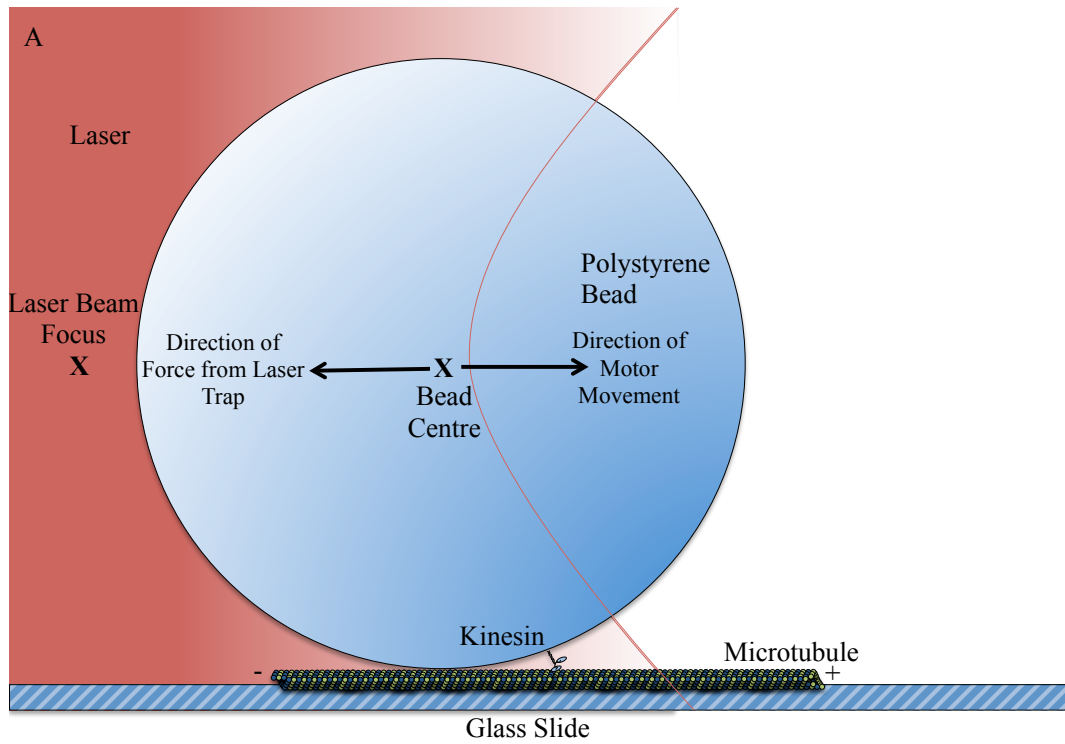 A
Laser
Laser Beam
Focus
X
Direction of
Force from Laser
Trap
X
Bead
Centre
Polystyrene
Bead
Direction of
Motor
Movement
Kinesin
Microtubule
-
+
Glass Slide